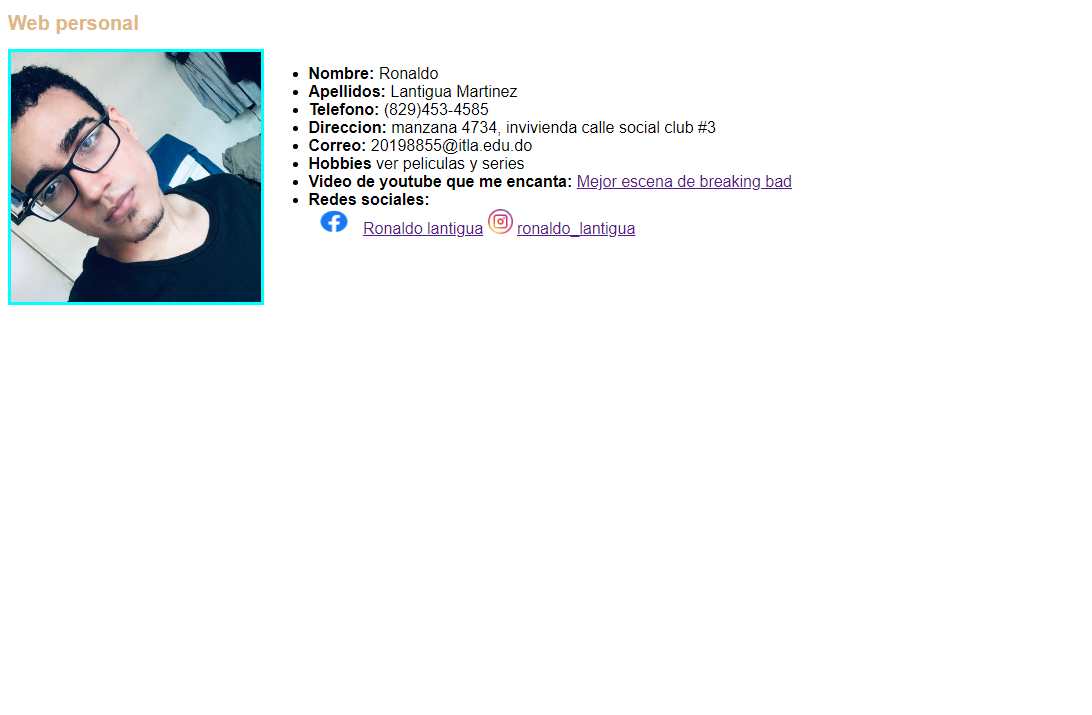 Web personal
Nombre: Ronaldo
Apellidos: Lantigua Martinez
Telefono: (829)453-4585
Direccion: manzana 4734, invivienda calle social club #3
Correo: 20198855@itla.edu.do
Hobbies ver peliculas y series
Video de youtube que me encanta: Mejor escena de breaking bad
Redes sociales:
Ronaldo lantigua ronaldo_lantigua